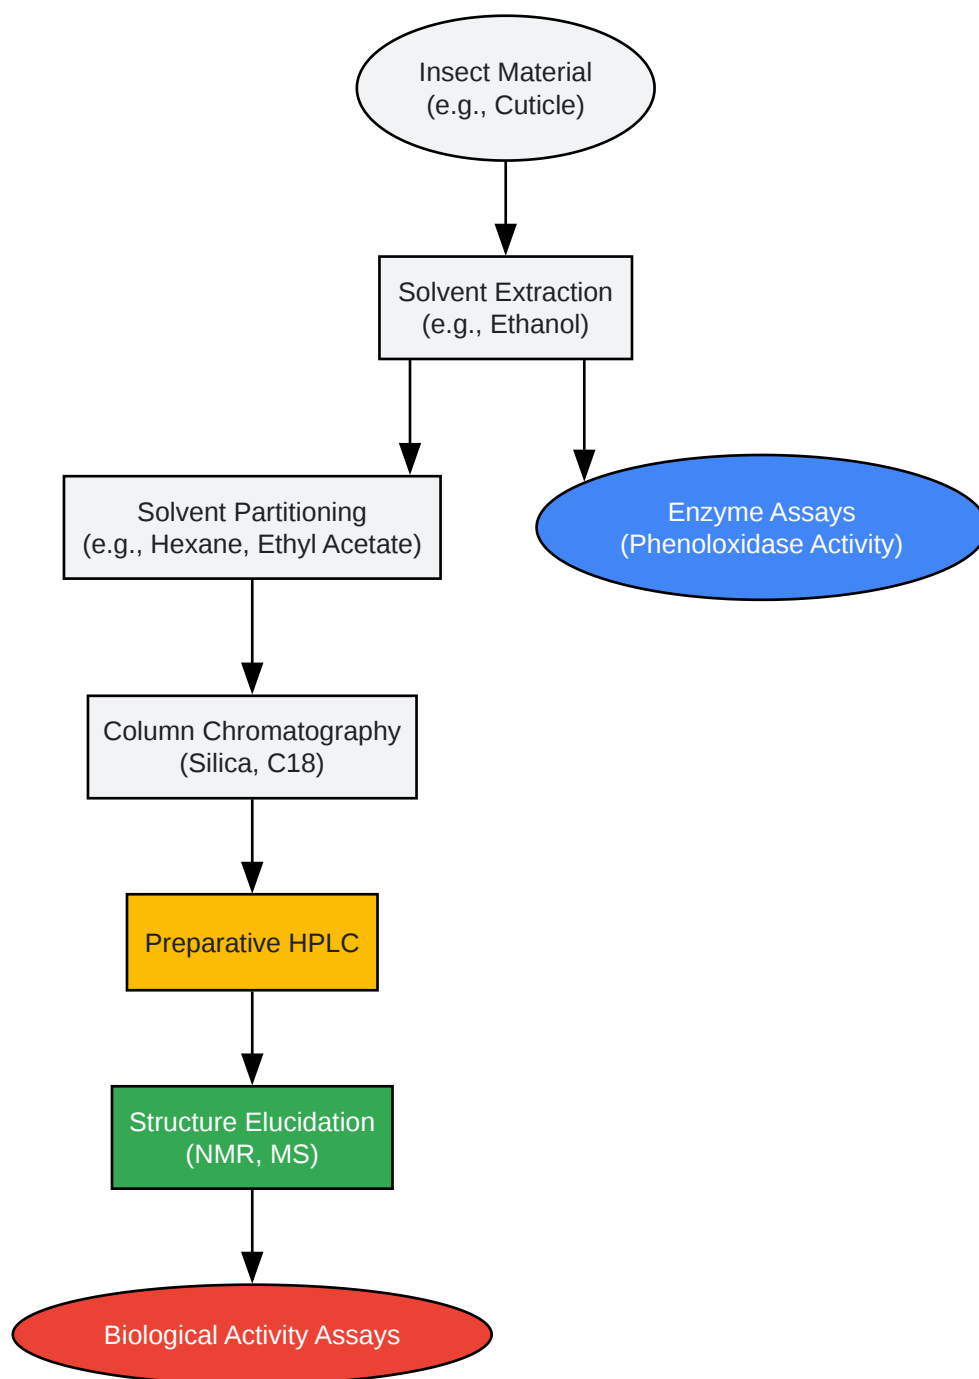 Insect Material
(e.g., Cuticle)
Solvent Extraction
(e.g., Ethanol)
Solvent Partitioning
(e.g., Hexane, Ethyl Acetate)
Enzyme Assays
(Phenoloxidase Activity)
Column Chromatography
(Silica, C18)
Preparative HPLC
Structure Elucidation
(NMR, MS)
Biological Activity Assays